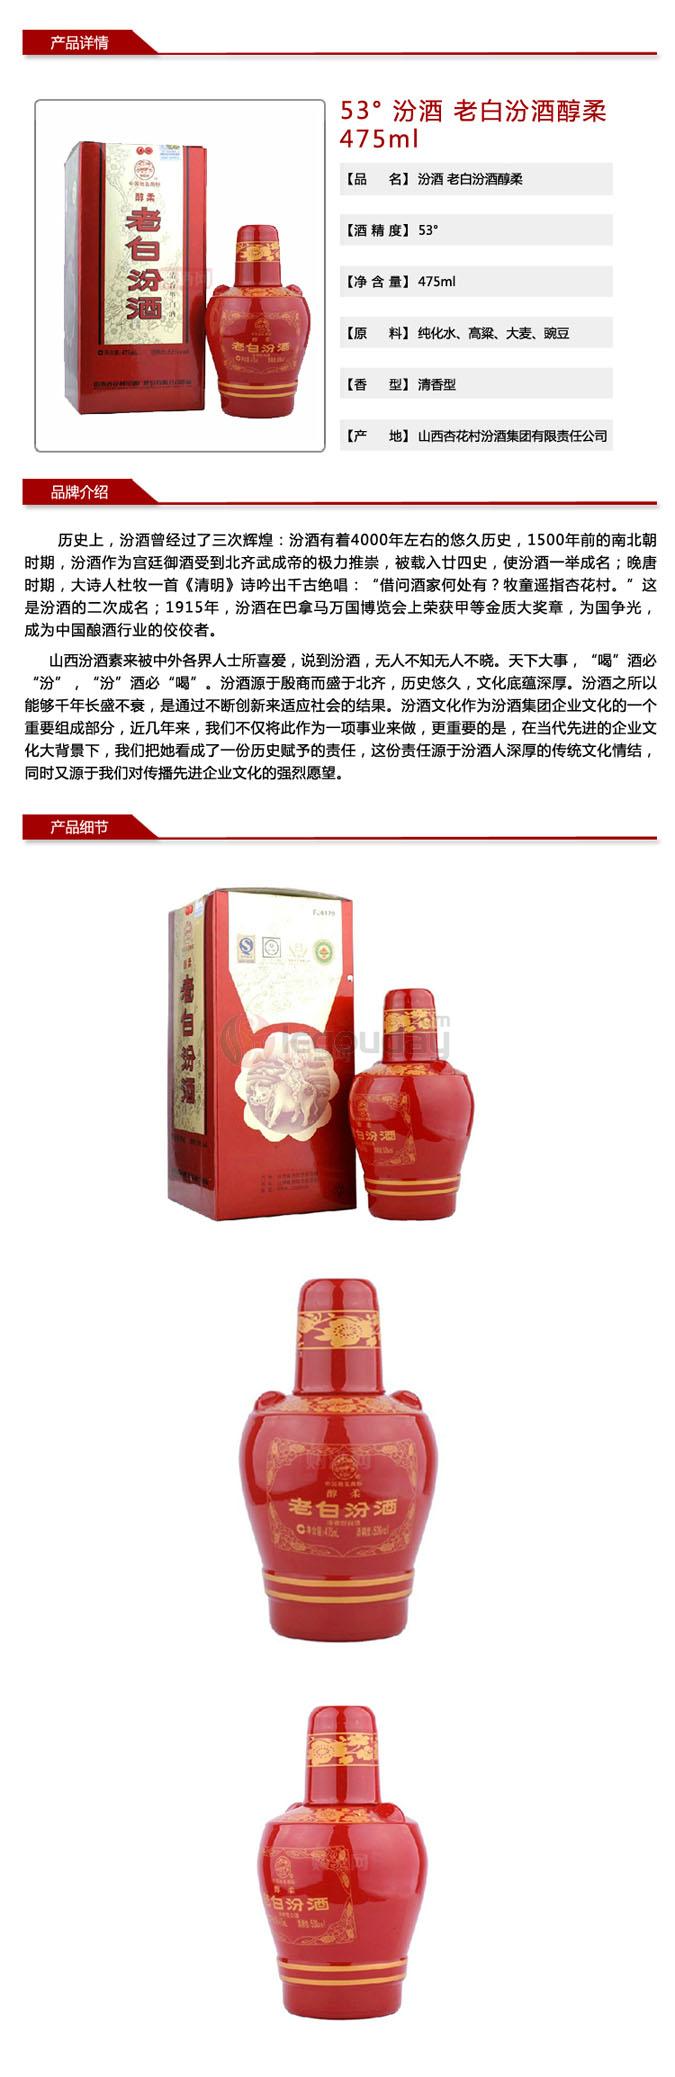 产品详情
53° 汾酒 老白汾酒醇柔
475ml
【品 名】 汾酒 老白汾酒醇柔
【酒 精 度】 53°
【净 含 量】 475ml
【原 料】 纯化水、高粱、大麦、豌豆
【香 型】 清香型
【产 地】 山西杏花村汾酒集团有限责任公司
醇柔
老白汾酒
老白汾酒
品牌介绍
历史上，汾酒曾经过了三次辉煌：汾酒有着4000年左右的悠久历史，1500年前的南北朝
时期，汾酒作为宫廷御酒受到北齐武成帝的极力推崇，被载入廿四史，使汾酒一举成名；晚唐
时期，大诗人杜牧一首《清明》诗吟出千古绝唱：“借问酒家何处有？牧童遥指杏花村。”这
是汾酒的二次成名；1915年，汾酒在巴拿马万国博览会上荣获甲等金质大奖章，为国争光，
成为中国酿酒行业的佼佼者。
山西汾酒素来被中外各界人士所喜爱，说到汾酒，无人不知无人不晓。天下大事，“喝”酒必
“汾”，“汾”酒必“喝”。汾酒源于殷商而盛于北齐，历史悠久，文化底蕴深厚。汾酒之所以
能够千年长盛不衰，是通过不断创新来适应社会的结果。汾酒文化作为汾酒集团企业文化的一个
重要组成部分，近几年来，我们不仅将此作为一项事业来做，更重要的是，在当代先进的企业文
化大背景下，我们把她看成了一份历史赋予的责任，这份责任源于汾酒人深厚的传统文化情结，
同时又源于我们对传播先进企业文化的强烈愿望。
产品细节
老白汾酒
白汾酒
醇柔
老白汾酒
清香型白酒
净含量:475mL 酒精度:53%vol
醇柔
老白汾酒